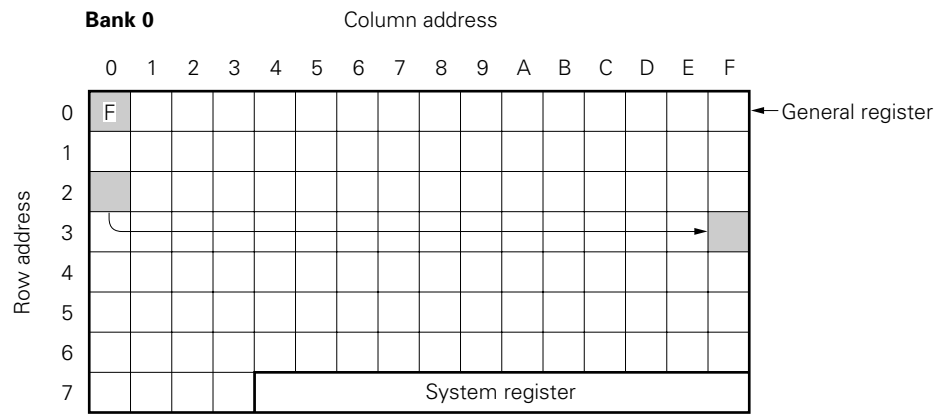 Bank 0 Column address
0 1 2 3 4 5 6 7 8 9 A B C D E F
0 F General register
1
2
3
4
5
6
7 System register
Row address